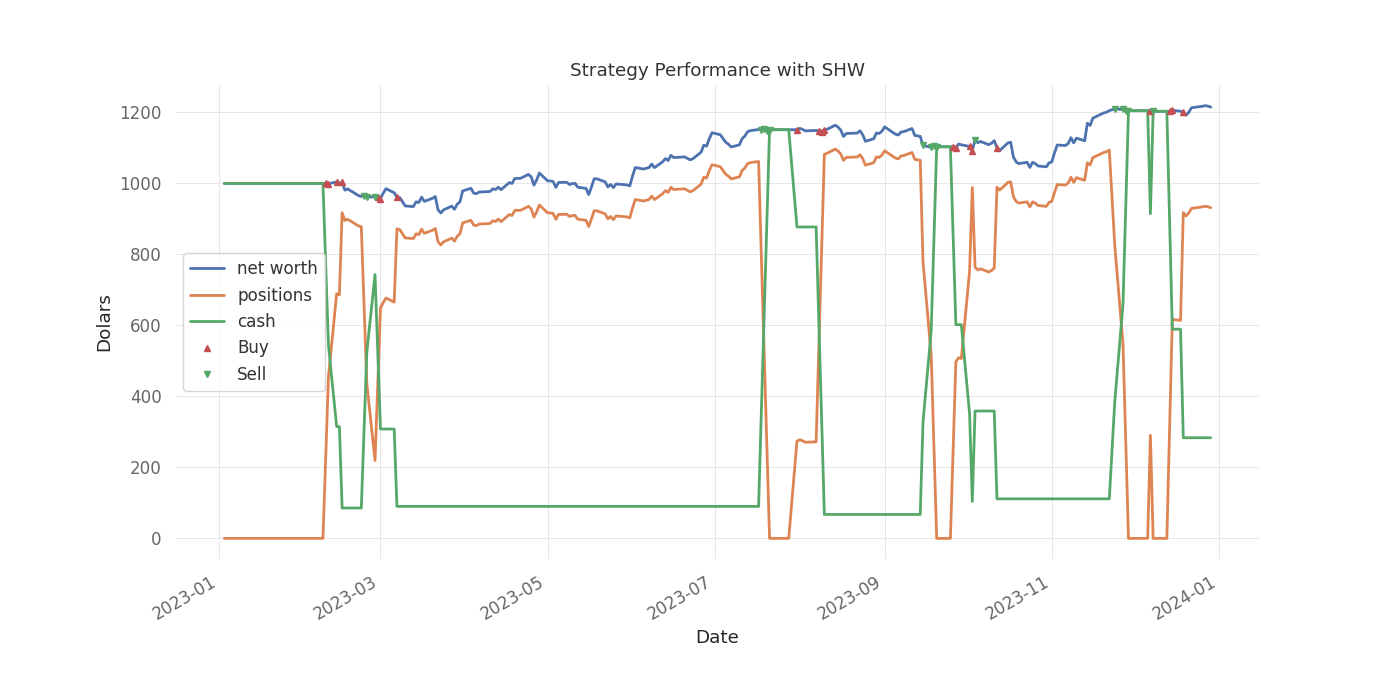 Strategy Performance with SHW
1200
1000
800
600
400
200
0
Dolars
net worth
positions
cash
Buy
Sell
2023-01
2023-03
2023-05
2023-07
2023-09
2023-11
2024-01
Date